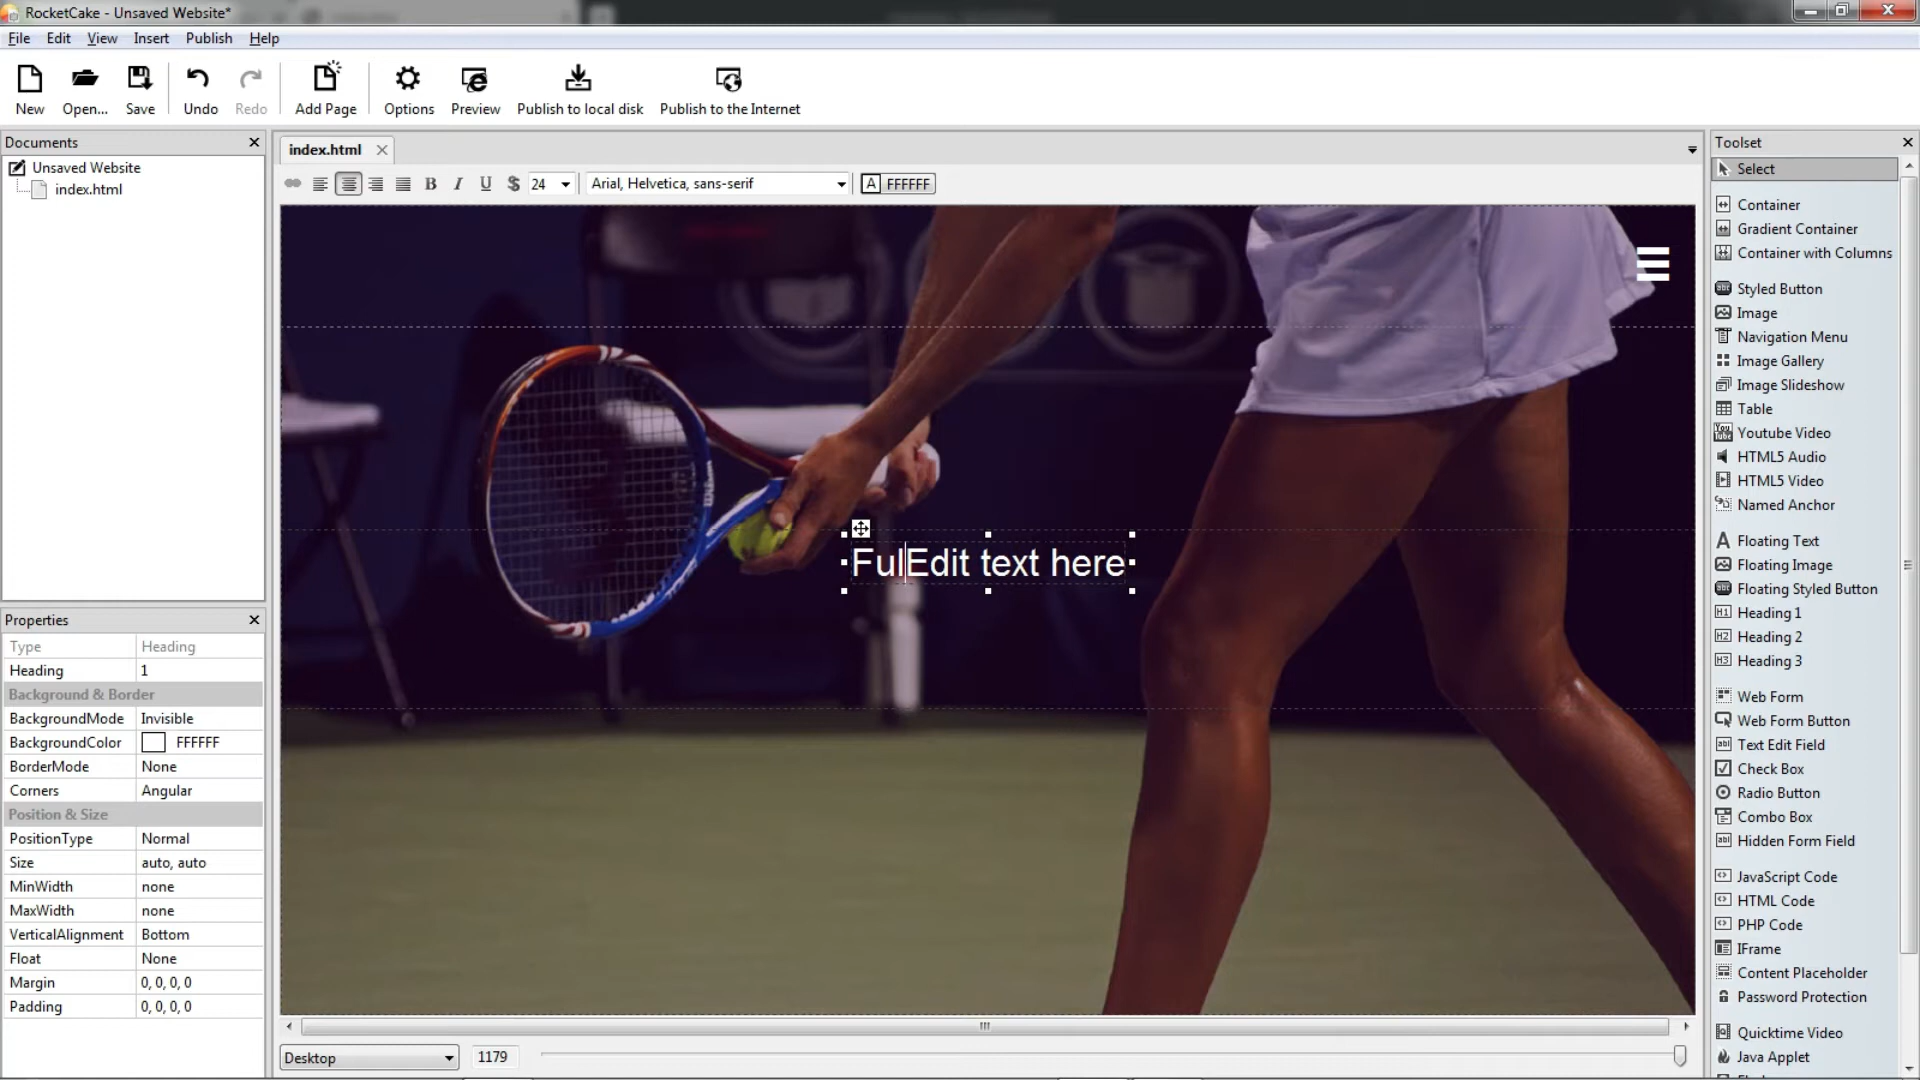 RocketCake - Unsaved Website*
File Edit View Insert Publish Help
New Open... Save Undo Redo Add Page Options Preview Publish to local disk Publish to the Internet
Documents
Unsaved Website
index.html
index.html
B I U S 24 Arial, Helvetica, sans-serif A FFFFFF
FulEdit text here
Wilson
Properties
Type Heading
Heading 1
Background & Border
BackgroundMode Invisible
BackgroundColor FFFFFF
BorderMode None
Corners Angular
Position & Size
PositionType Normal
Size auto, auto
MinWidth none
MaxWidth none
VerticalAlignment Bottom
Float None
Margin 0, 0, 0, 0
Padding 0, 0, 0, 0
Desktop 1179
Toolset
Select
Container
Gradient Container
Container with Columns
Styled Button
Image
Navigation Menu
Image Gallery
Image Slideshow
Table
Youtube Video
HTML5 Audio
HTML5 Video
Named Anchor
Floating Text
Floating Image
Floating Styled Button
Heading 1
Heading 2
Heading 3
Web Form
Web Form Button
Text Edit Field
Check Box
Radio Button
Combo Box
Hidden Form Field
JavaScript Code
HTML Code
PHP Code
IFrame
Content Placeholder
Password Protection
Quicktime Video
Java Applet